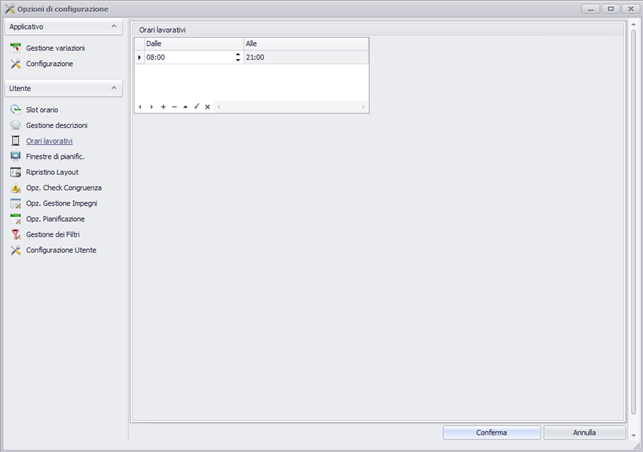 Opzioni di configurazione
Applicativo
Gestione variazioni
Configurazione
Utente
Slot orario
Gestione descrizioni
Orari lavorativi
Finestre di pianific.
Ripristino Layout
Opz. Check Congruenza
Opz. Gestione Impegni
Opz. Pianificazione
Gestione dei Filtri
Configurazione Utente
Orari lavorativi
Dalle Alle
08:00 21:00
Conferma Annulla